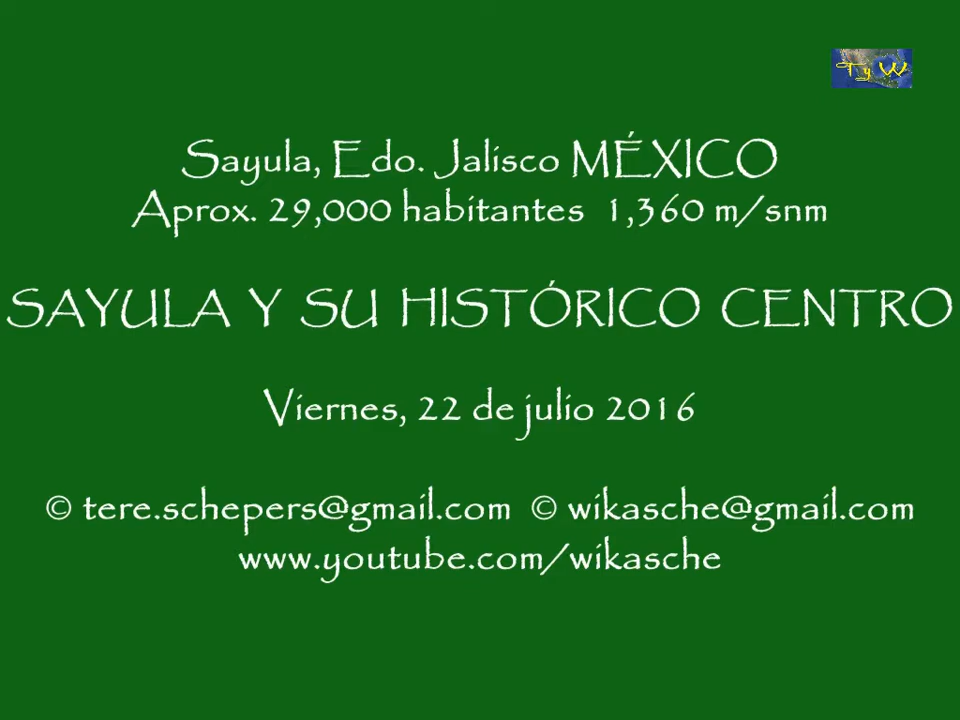 TyW
Sayula, Edo. Jalisco MÉXICO
Aprox. 29,000 habitantes 1,360 m/snm
SAYULA Y SU HISTÓRICO CENTRO
Viernes, 22 de julio 2016
© tere.schepers@gmail.com © wikasche@gmail.com
www.youtube.com/wikasche